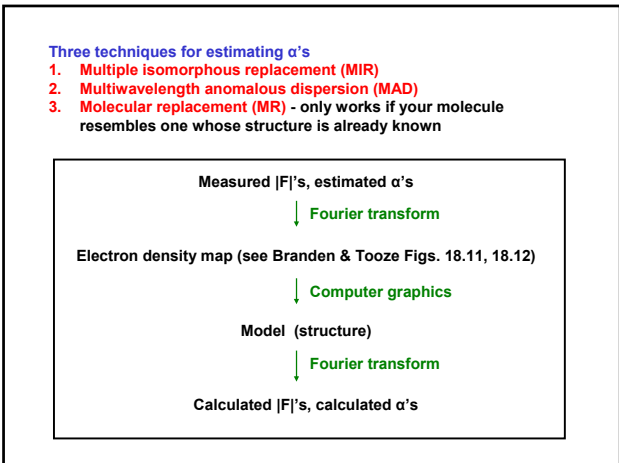 Three techniques for estimating α's
1. Multiple isomorphous replacement (MIR)
2. Multiwavelength anomalous dispersion (MAD)
3. Molecular replacement (MR) - only works if your molecule
resembles one whose structure is already known
Measured |F|'s, estimated α's
Fourier transform
Electron density map (see Branden & Tooze Figs. 18.11, 18.12)
Computer graphics
Model (structure)
Fourier transform
Calculated |F|'s, calculated α's